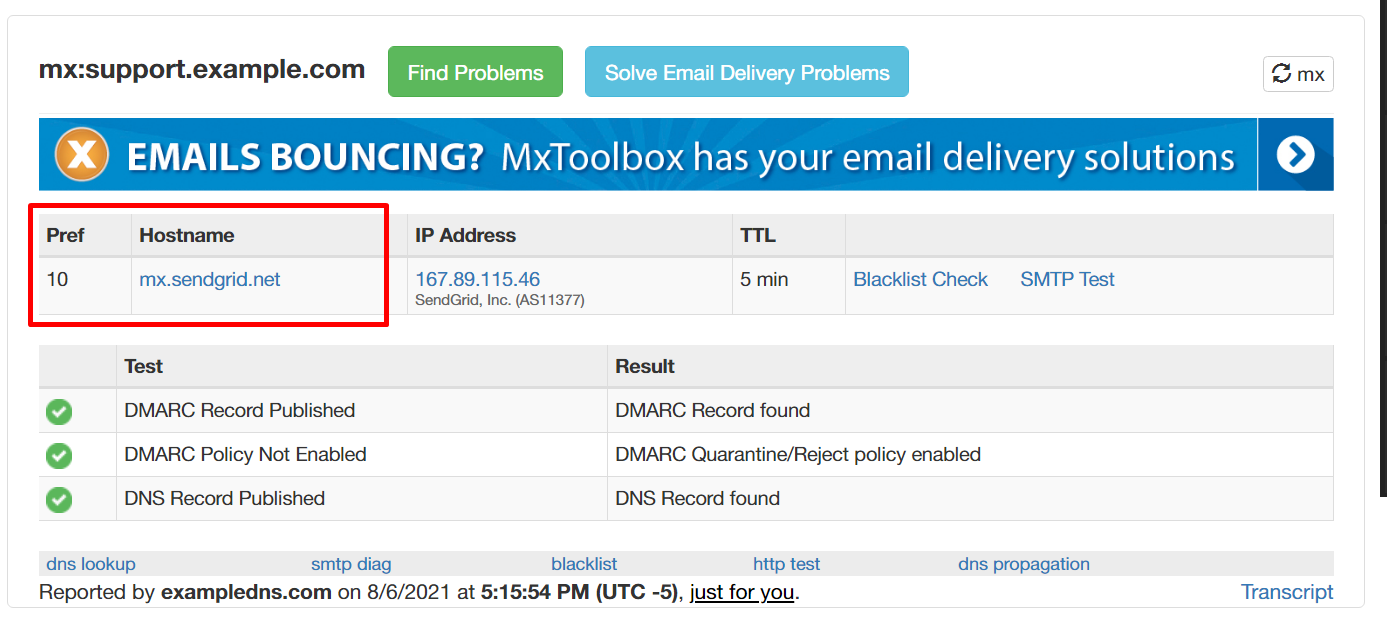 mx:support.example.com Find Problems Solve Email Delivery Problems mx
X EMAILS BOUNCING? MxToolbox has your email delivery solutions
Pref Hostname IP Address TTL
10 mx.sendgrid.net 167.89.115.46 5 min Blacklist Check SMTP Test
SendGrid, Inc. (AS11377)
Test Result
DMARC Record Published DMARC Record found
DMARC Policy Not Enabled DMARC Quarantine/Reject policy enabled
DNS Record Published DNS Record found
dns lookup smtp diag blacklist http test dns propagation
Reported by exampledns.com on 8/6/2021 at 5:15:54 PM (UTC -5), just for you. Transcript